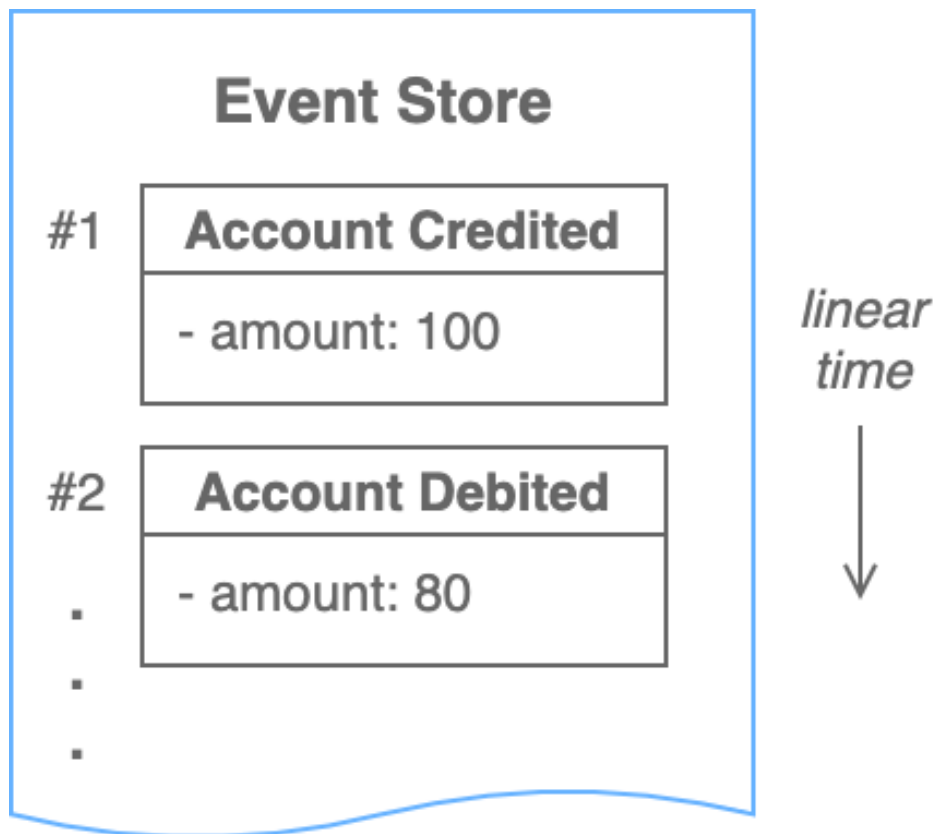 Event Store
#1
Account Credited
- amount: 100
linear
time
#2
Account Debited
- amount: 80
.
.
.